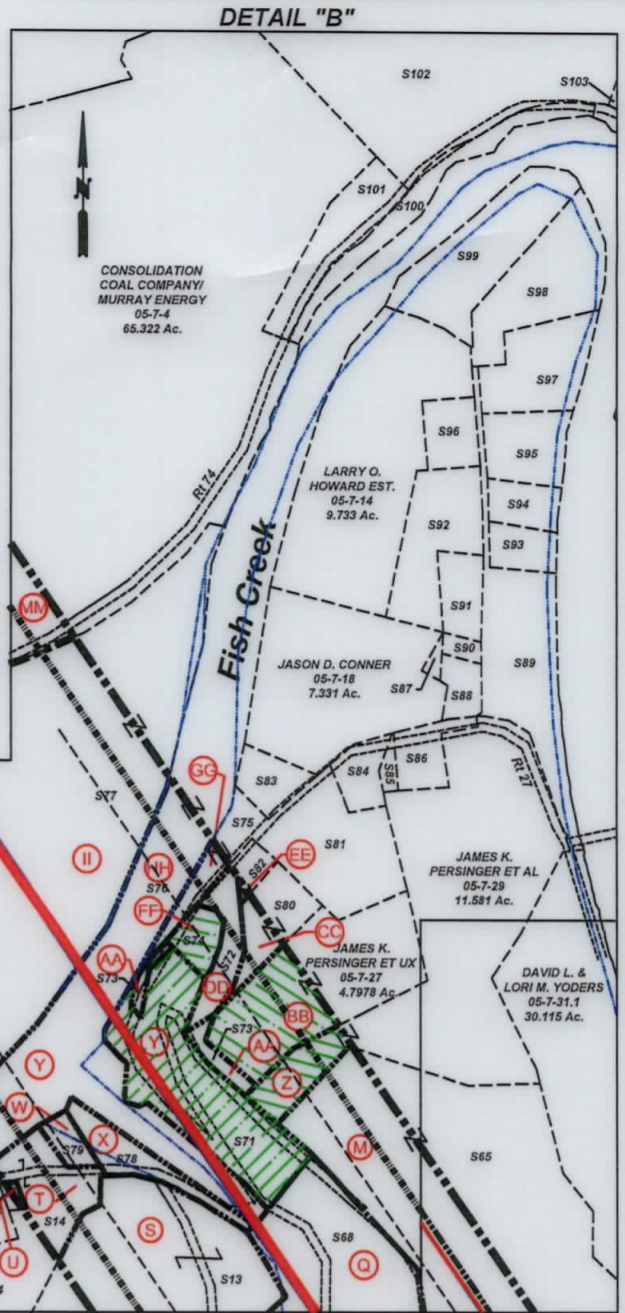 DETAIL "B"
S102
S103
N
S101
S100
CONSOLIDATION
COAL COMPANY/
MURRAY ENERGY
05-7-4
65.322 Ac.
S99
S98
S97
S96
S95
LARRY O.
HOWARD EST.
05-7-14
9.733 Ac.
Rt 74
S94
S92
S93
Fish Creek
MM
S91
S90
S89
JASON D. CONNER
05-7-18
7.331 Ac.
S87
S88
GG
S83
S84
S85
S86
Rt 27
S77
S75
II
HH
S76
EE
S82
S81
JAMES K.
PERSINGER ET AL
05-7-29
11.581 Ac.
FF
S80
S74
CC
JAMES K.
PERSINGER ET UX
05-7-27
4.7978 Ac.
AA
S73
S72
DD
DAVID L. &
LORI M. YODERS
05-7-31.1
30.115 Ac.
BB
Y
S73
AA
Y
Z
W
X
S79
S78
S71
M
S65
T
S14
S
U
S13
S68
Q